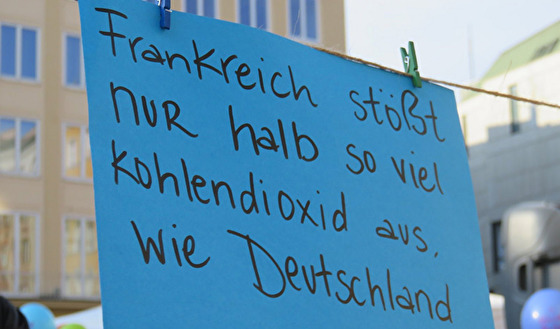 Frankreich stößt
nur halb so viel
Kohlendioxid aus,
wie Deutschland